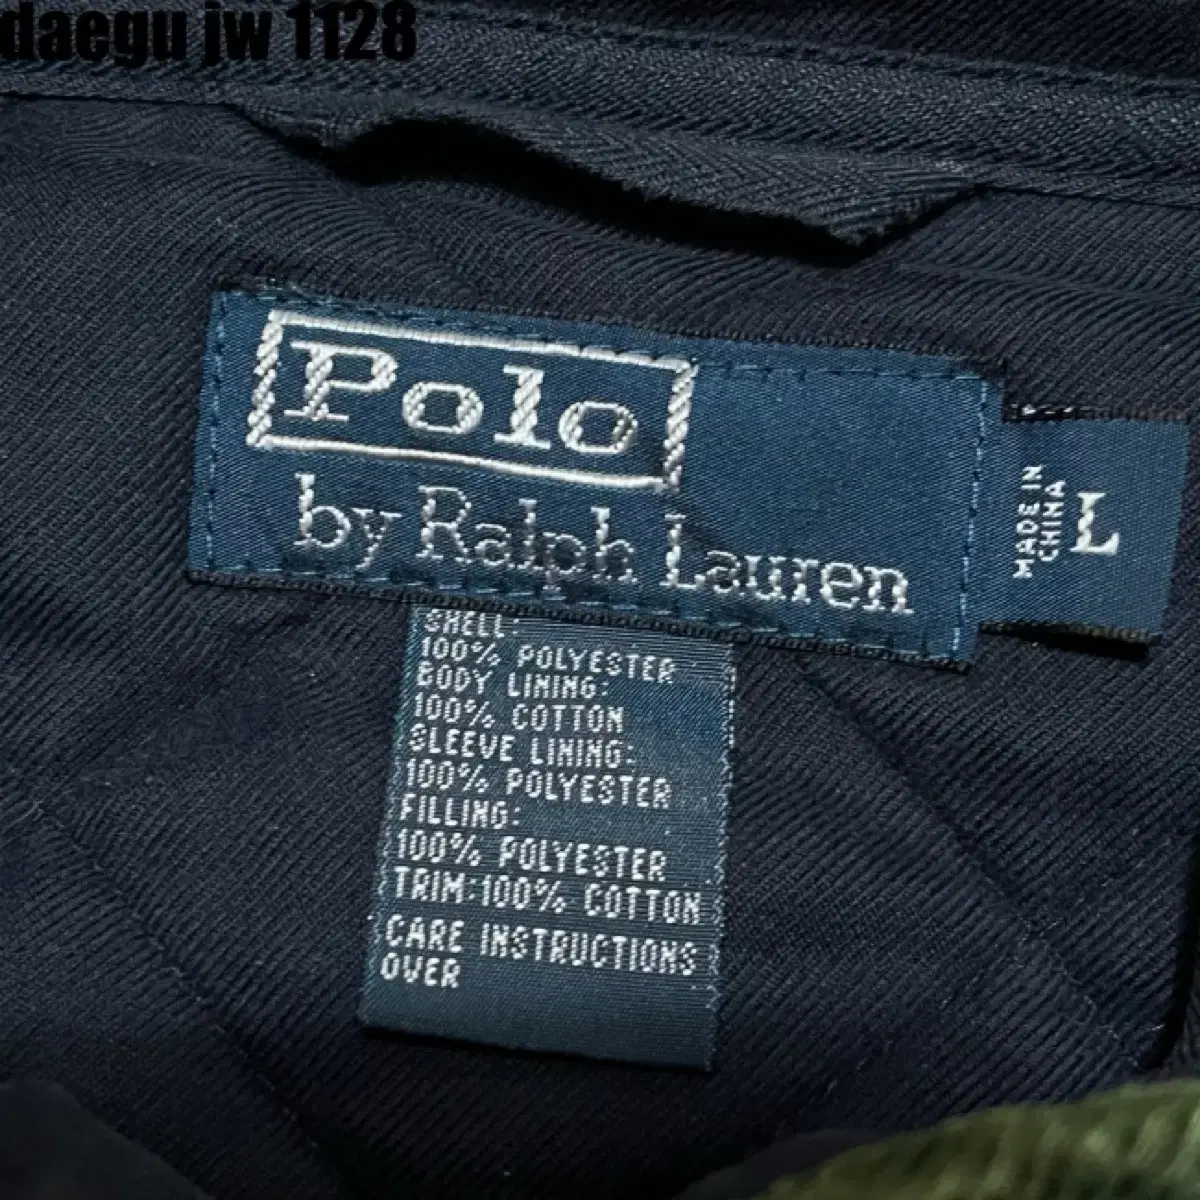 daegu jw 1128
Polo
by Ralph Lauren
MADE IN
CHINA
L
SHELL:
100% POLYESTER
BODY LINING:
100% COTTON
SLEEVE LINING:
100% POLYESTER
FILLING:
100% POLYESTER
TRIM:100% COTTON
CARE INSTRUCTIONS
OVER